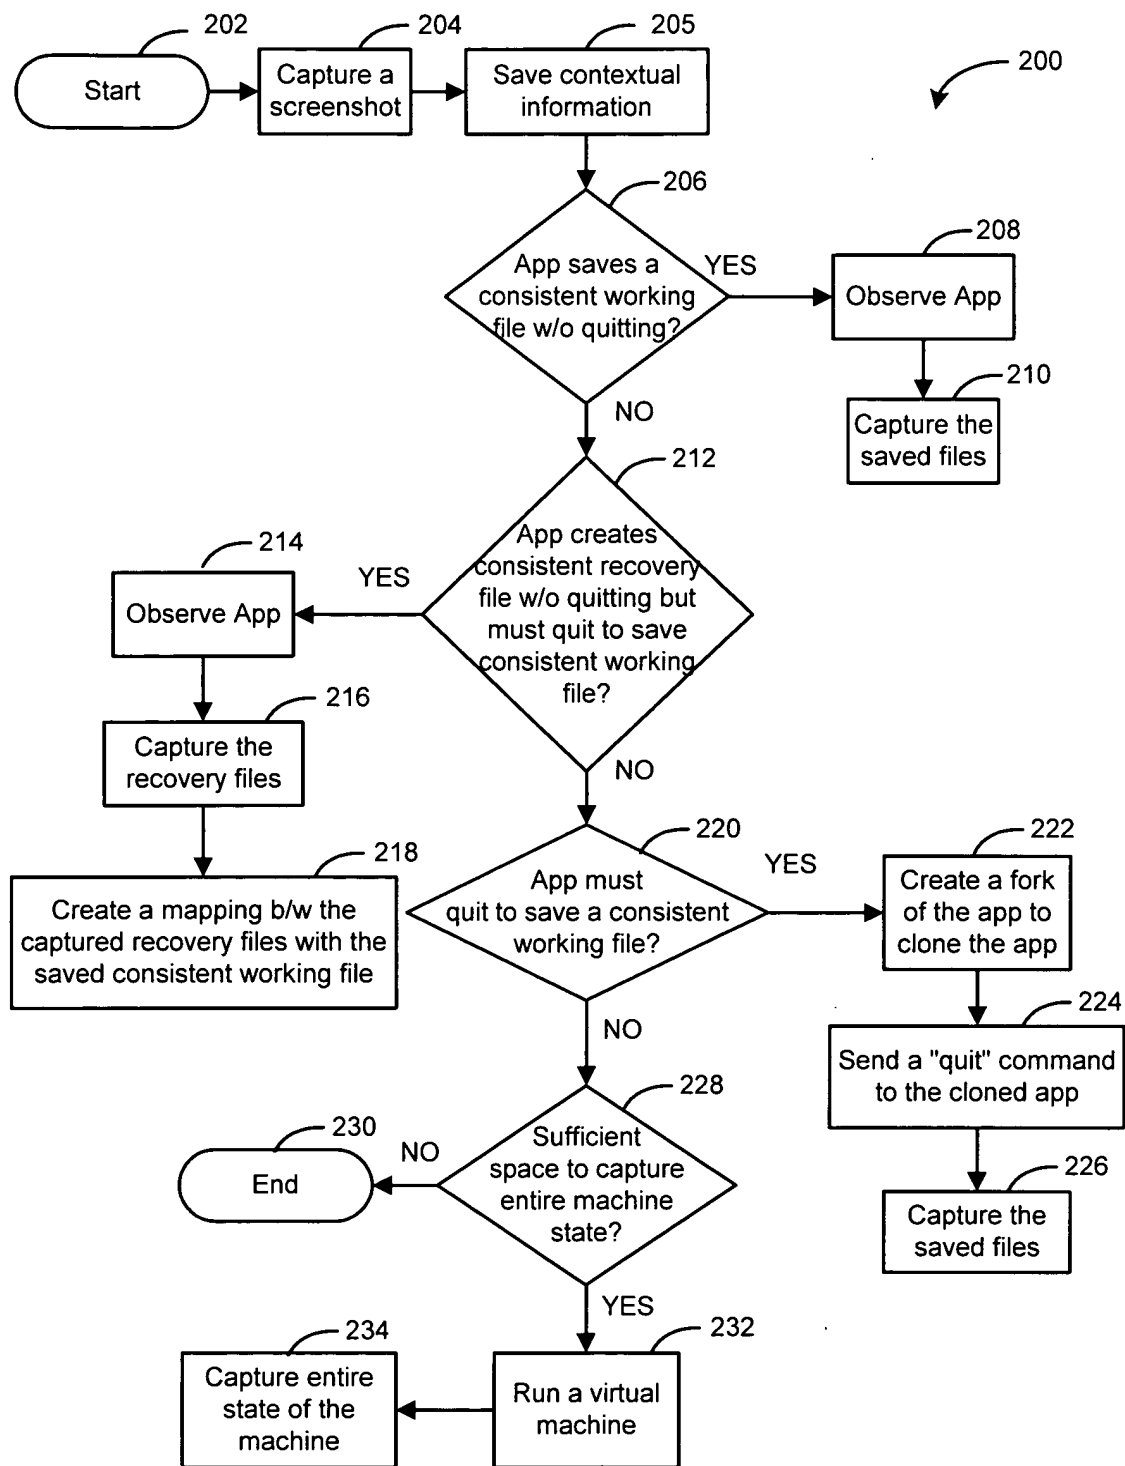 202
204
205
200
Start
Capture a
screenshot
Save contextual
information
206
App saves a
consistent working
file w/o quitting?
YES
208
Observe App
210
Capture the
saved files
NO
212
App creates
consistent recovery
file w/o quitting but
must quit to save
consistent working
file?
YES
214
Observe App
216
Capture the
recovery files
218
Create a mapping b/w the
captured recovery files with the
saved consistent working file
NO
220
App must
quit to save a consistent
working file?
YES
222
Create a fork
of the app to
clone the app
224
Send a "quit" command
to the cloned app
226
Capture the
saved files
NO
228
Sufficient
space to capture
entire machine
state?
NO
230
End
YES
232
Run a virtual
machine
234
Capture entire
state of the
machine